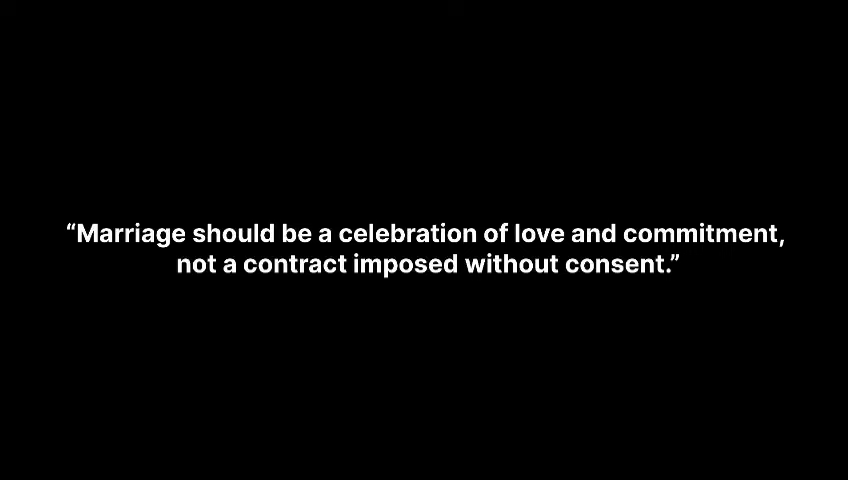 “Marriage should be a celebration of love and commitment,
not a contract imposed without consent.”